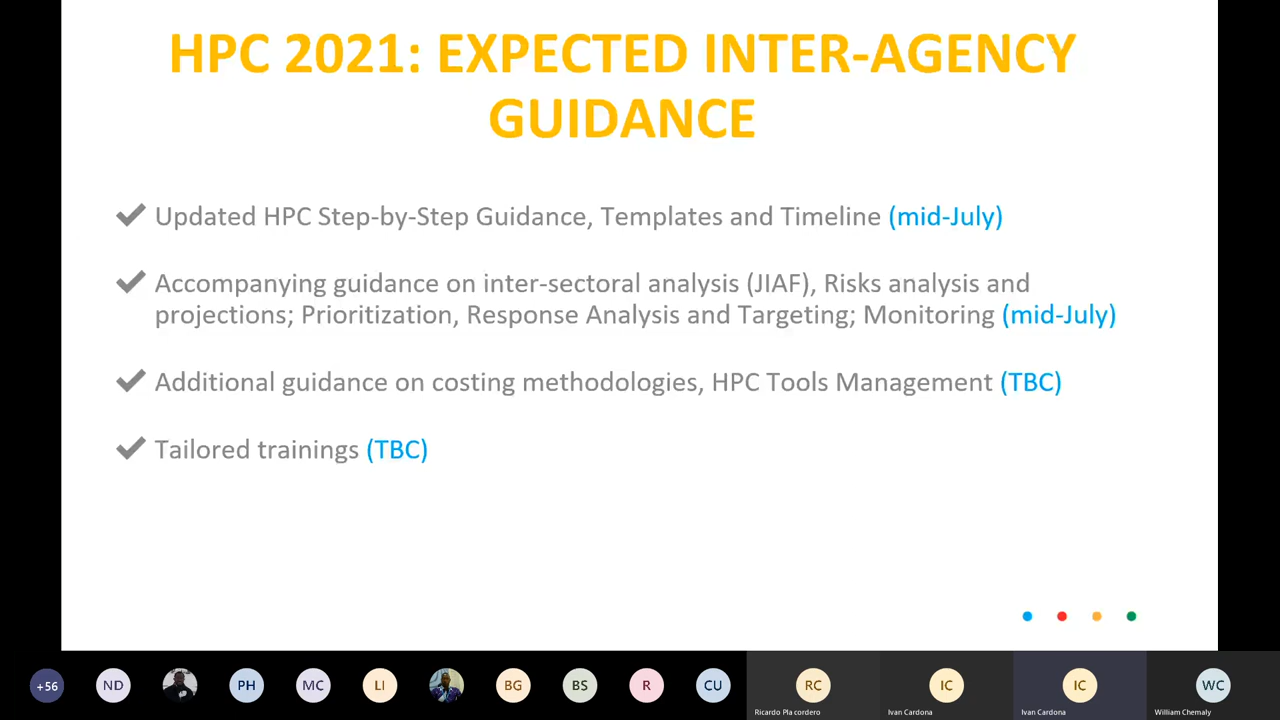 HPC 2021: EXPECTED INTER-AGENCY
GUIDANCE
Updated HPC Step-by-Step Guidance, Templates and Timeline (mid-July)
Accompanying guidance on inter-sectoral analysis (JIAF), Risks analysis and
projections; Prioritization, Response Analysis and Targeting; Monitoring (mid-July)
Additional guidance on costing methodologies, HPC Tools Management (TBC)
Tailored trainings (TBC)
+56 ND PH MC LI BG BS R CU RC IC IC WC
Ricardo Pla cordero Ivan Cardona Ivan Cardona William Chemaly